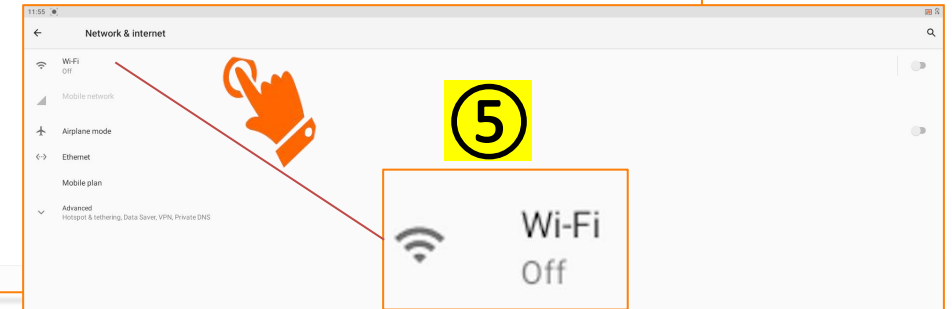 11:55
Network & internet
Wi-Fi
Off
Mobile network
Airplane mode
Ethernet
Mobile plan
Advanced
Hotspot & tethering, Data Saver, VPN, Private DNS
5
Wi-Fi
Off